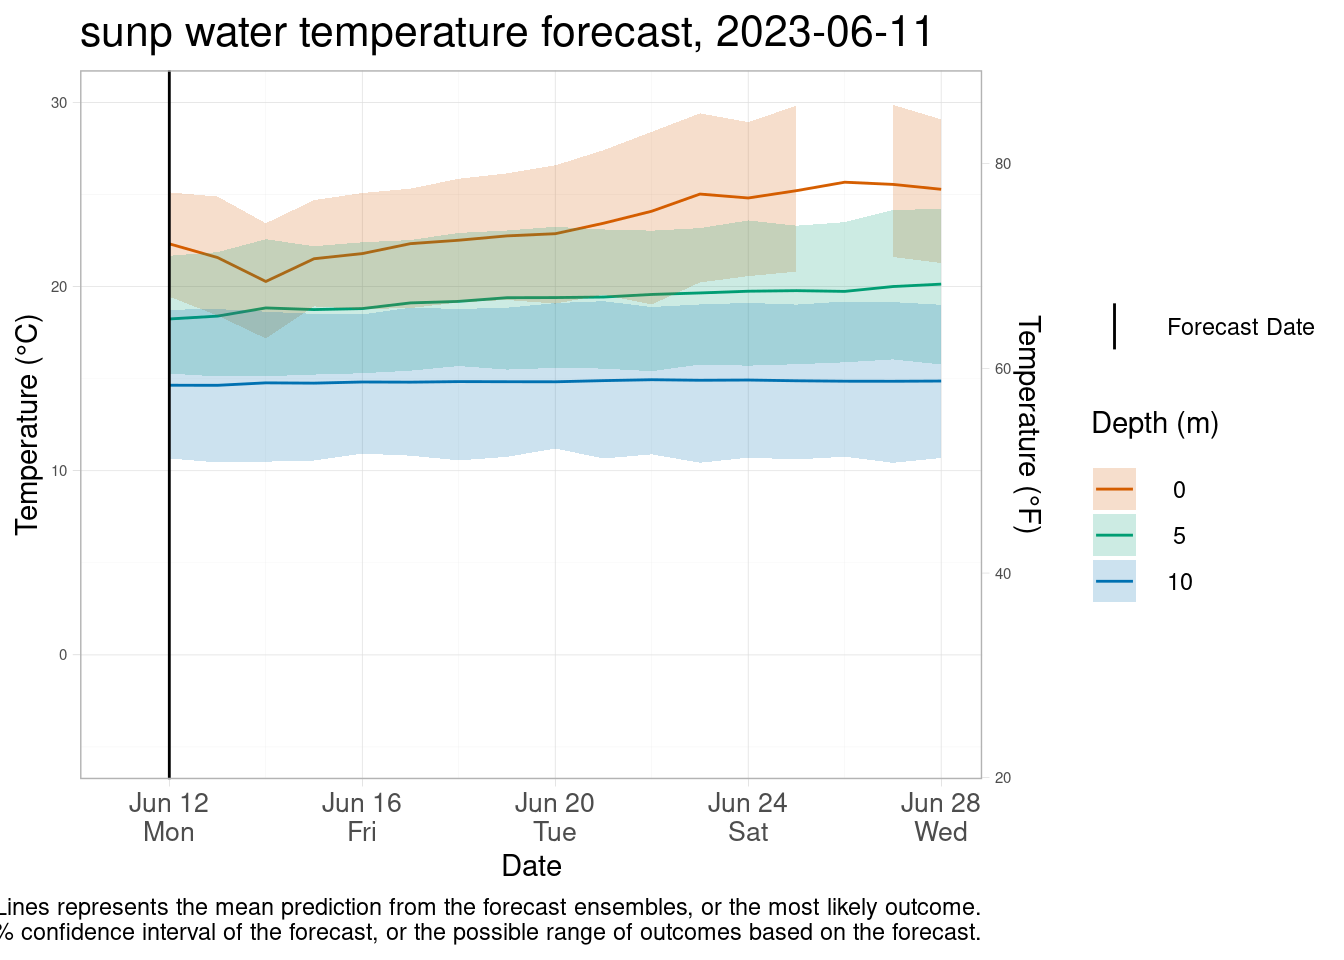 sunp water temperature forecast, 2023-06-11
30
20
10
0
80
60
40
20
Temperature (°C)
Temperature (°F)
Jun 12
Mon
Jun 16
Fri
Jun 20
Tue
Jun 24
Sat
Jun 28
Wed
Date
Forecast Date
Depth (m)
0
5
10
Lines represents the mean prediction from the forecast ensembles, or the most likely outcome.
% confidence interval of the forecast, or the possible range of outcomes based on the forecast.